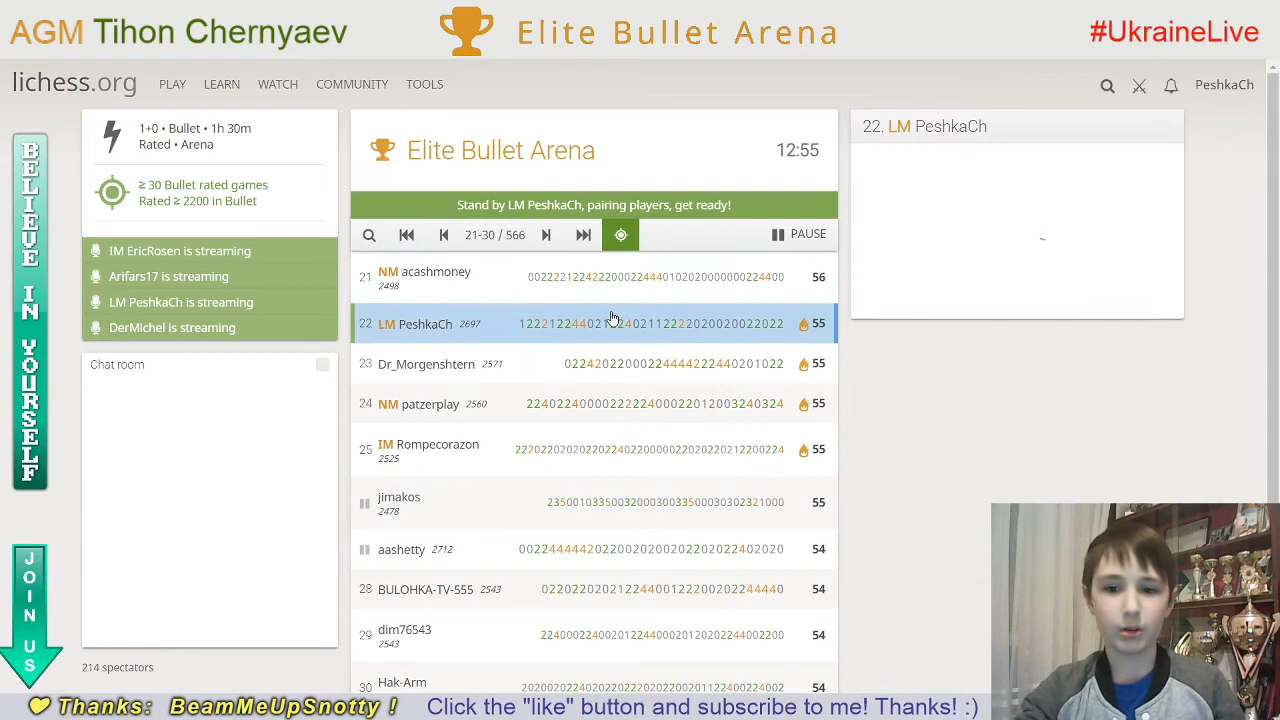 AGM Tihon Chernyaev
Elite Bullet Arena
#UkraineLive
lichess.org
PLAY LEARN WATCH COMMUNITY TOOLS
PeshkaCh
BELIEVE IN YOURSELF
JOIN US
1+0 • Bullet • 1h 30m
Rated • Arena
≥ 30 Bullet rated games
Rated ≥ 2200 in Bullet
IM EricRosen is streaming
Arifars17 is streaming
LM PeshkaCh is streaming
DerMichel is streaming
Chat room
214 spectators
Elite Bullet Arena 12:55
Stand by LM PeshkaCh, pairing players, get ready!
21-30 / 566 PAUSE
21 NM acashmoney 2498 56
22 LM PeshkaCh 2697 55
23 Dr_Morgenshtern 2571 55
24 NM patzerplay 2560 55
25 IM Rompecorazon 2525 55
jimakos 2478 55
aashetty 2712 54
28 BULOHKA-TV-555 2543 54
29 dim76543 2543 54
30 Hak-Arm 54
22. LM PeshkaCh
Thanks: BeamMeUpSnotty !
Click the "like" button and subscribe to me! Thanks! :)